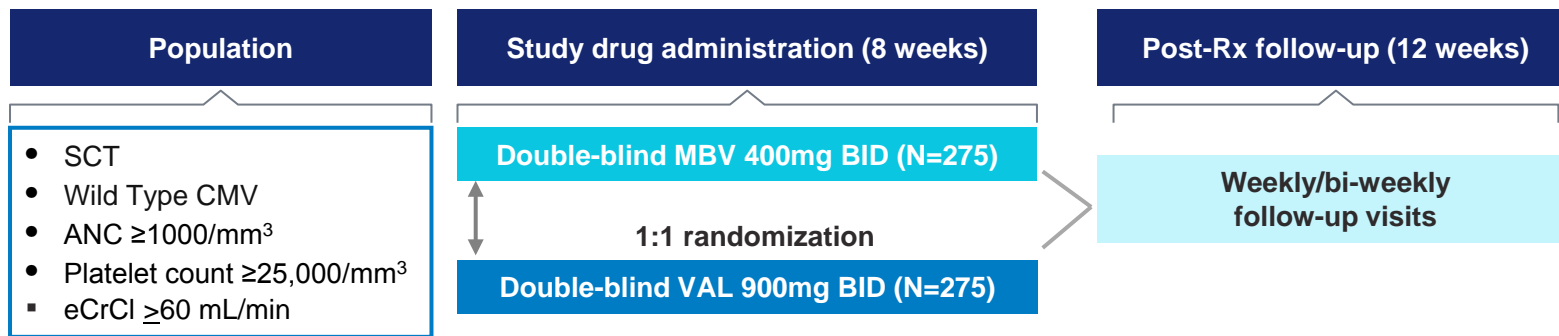 Population
SCT
Wild Type CMV
ANC ≥1000/mm³
Platelet count ≥25,000/mm³
eCrCl ≥60 mL/min
Study drug administration (8 weeks)
Double-blind MBV 400mg BID (N=275)
1:1 randomization
Double-blind VAL 900mg BID (N=275)
Post-Rx follow-up (12 weeks)
Weekly/bi-weekly
follow-up visits